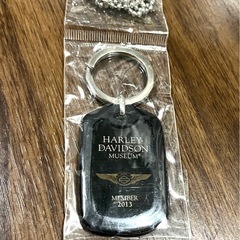 HARLEY-
DAVIDSON
MUSEUM®
MEMBER
2013